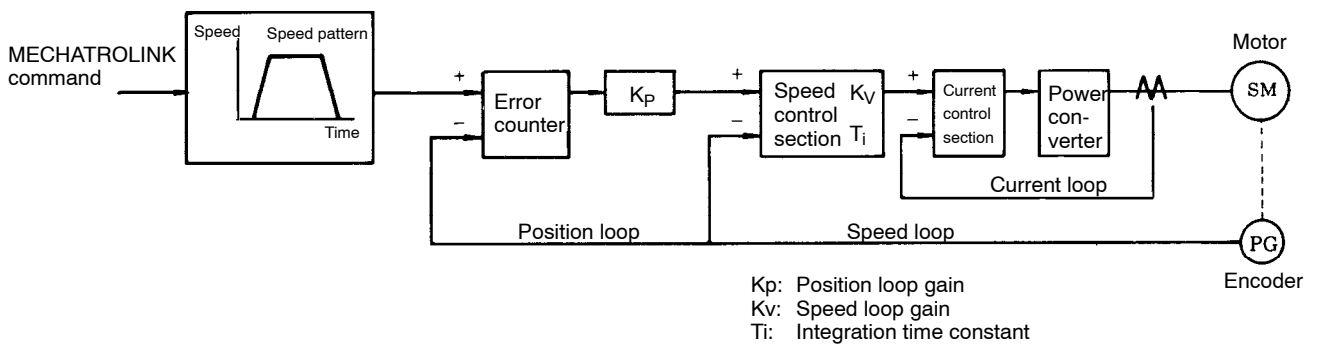 MECHATROLINK
command
Speed
Speed pattern
Time
+
−
Error
counter
KP
+
−
Speed KV
control
section Ti
+
−
Current
control
section
Power
con-
verter
Motor
SM
Current loop
Position loop
Speed loop
PG
Encoder
Kp: Position loop gain
Kv: Speed loop gain
Ti: Integration time constant